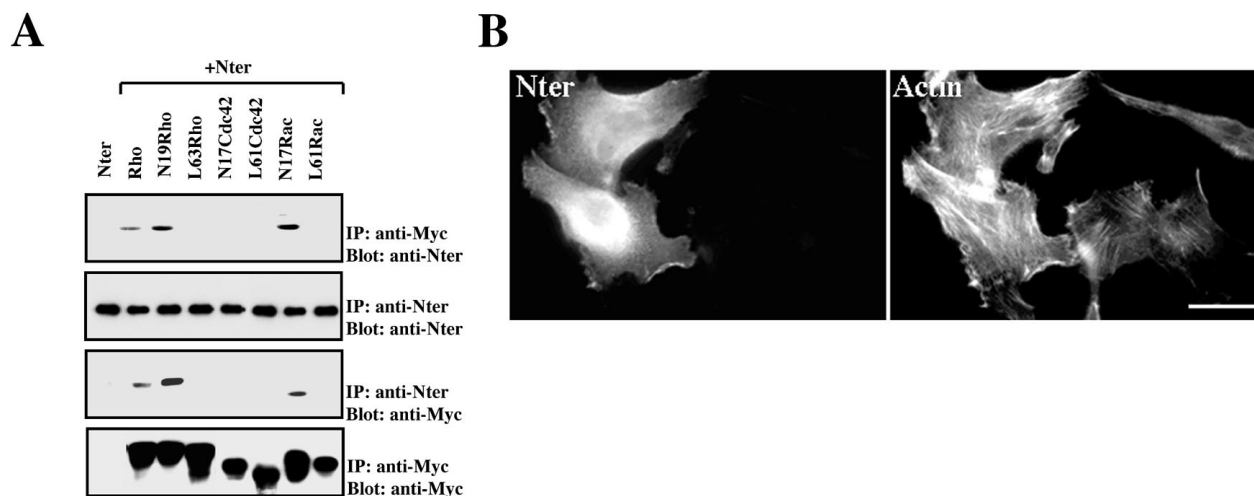 A
B
+Nter
Nter
Rho
N19Rho
L63Rho
N17Cdc42
L61Cdc42
N17Rac
L61Rac
IP: anti-Myc
Blot: anti-Nter
IP: anti-Nter
Blot: anti-Nter
IP: anti-Nter
Blot: anti-Myc
IP: anti-Myc
Blot: anti-Myc
Nter
Actin